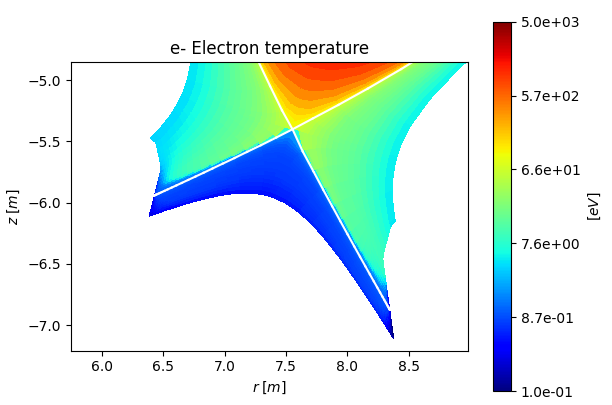 e- Electron temperature
5.0e+03
5.7e+02
6.6e+01
7.6e+00
8.7e-01
1.0e-01
[eV]
−5.0
−5.5
−6.0
−6.5
−7.0
z [m]
6.0 6.5 7.0 7.5 8.0 8.5
r [m]